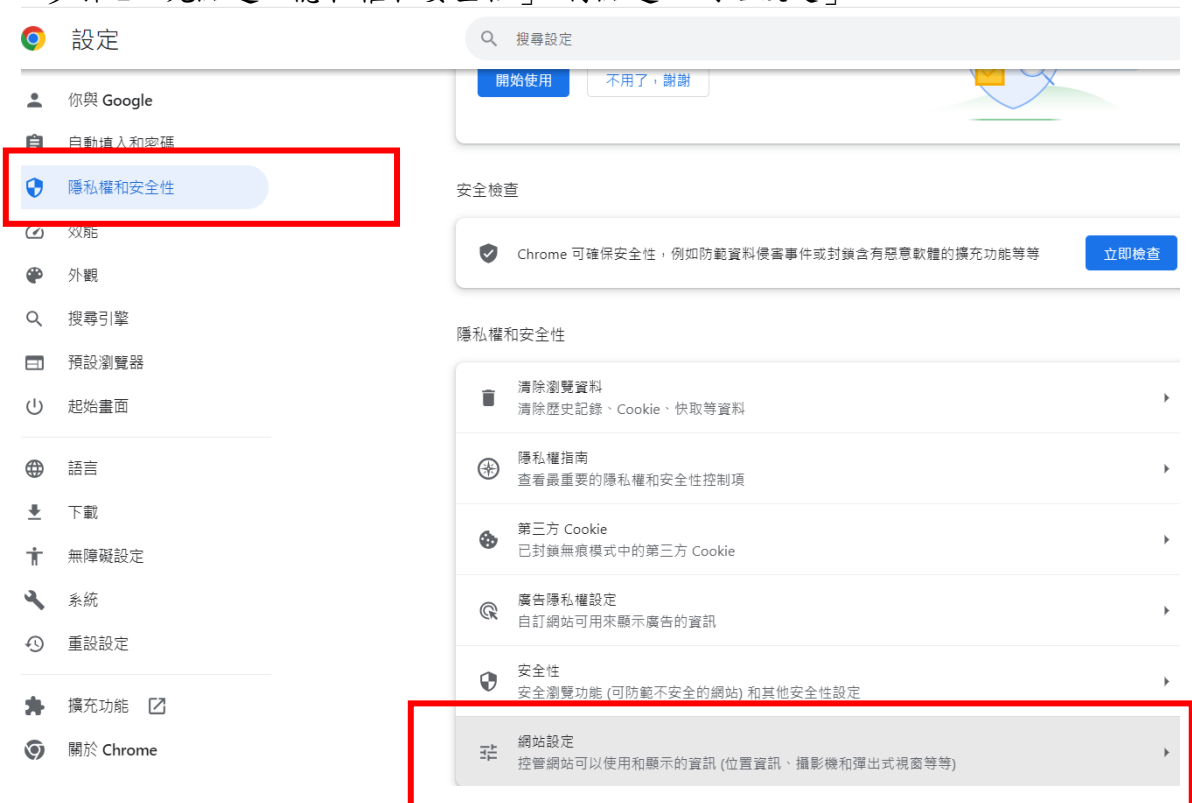 設定
搜尋設定
你與 Google
自動填入和密碼
隱私權和安全性
效能
外觀
搜尋引擎
預設瀏覽器
起始畫面
語言
下載
無障礙設定
系統
重設設定
擴充功能
關於 Chrome
開始使用
不用了，謝謝
安全檢查
Chrome 可確保安全性，例如防範資料侵害事件或封鎖含有惡意軟體的擴充功能等等
立即檢查
隱私權和安全性
清除瀏覽資料
清除歷史記錄、Cookie、快取等資料
隱私權指南
查看最重要的隱私權和安全性控制項
第三方 Cookie
已封鎖無痕模式中的第三方 Cookie
廣告隱私權設定
自訂網站可用來顯示廣告的資訊
安全性
安全瀏覽功能 (可防範不安全的網站) 和其他安全性設定
網站設定
控管網站可以使用和顯示的資訊 (位置資訊、攝影機和彈出式視窗等等)